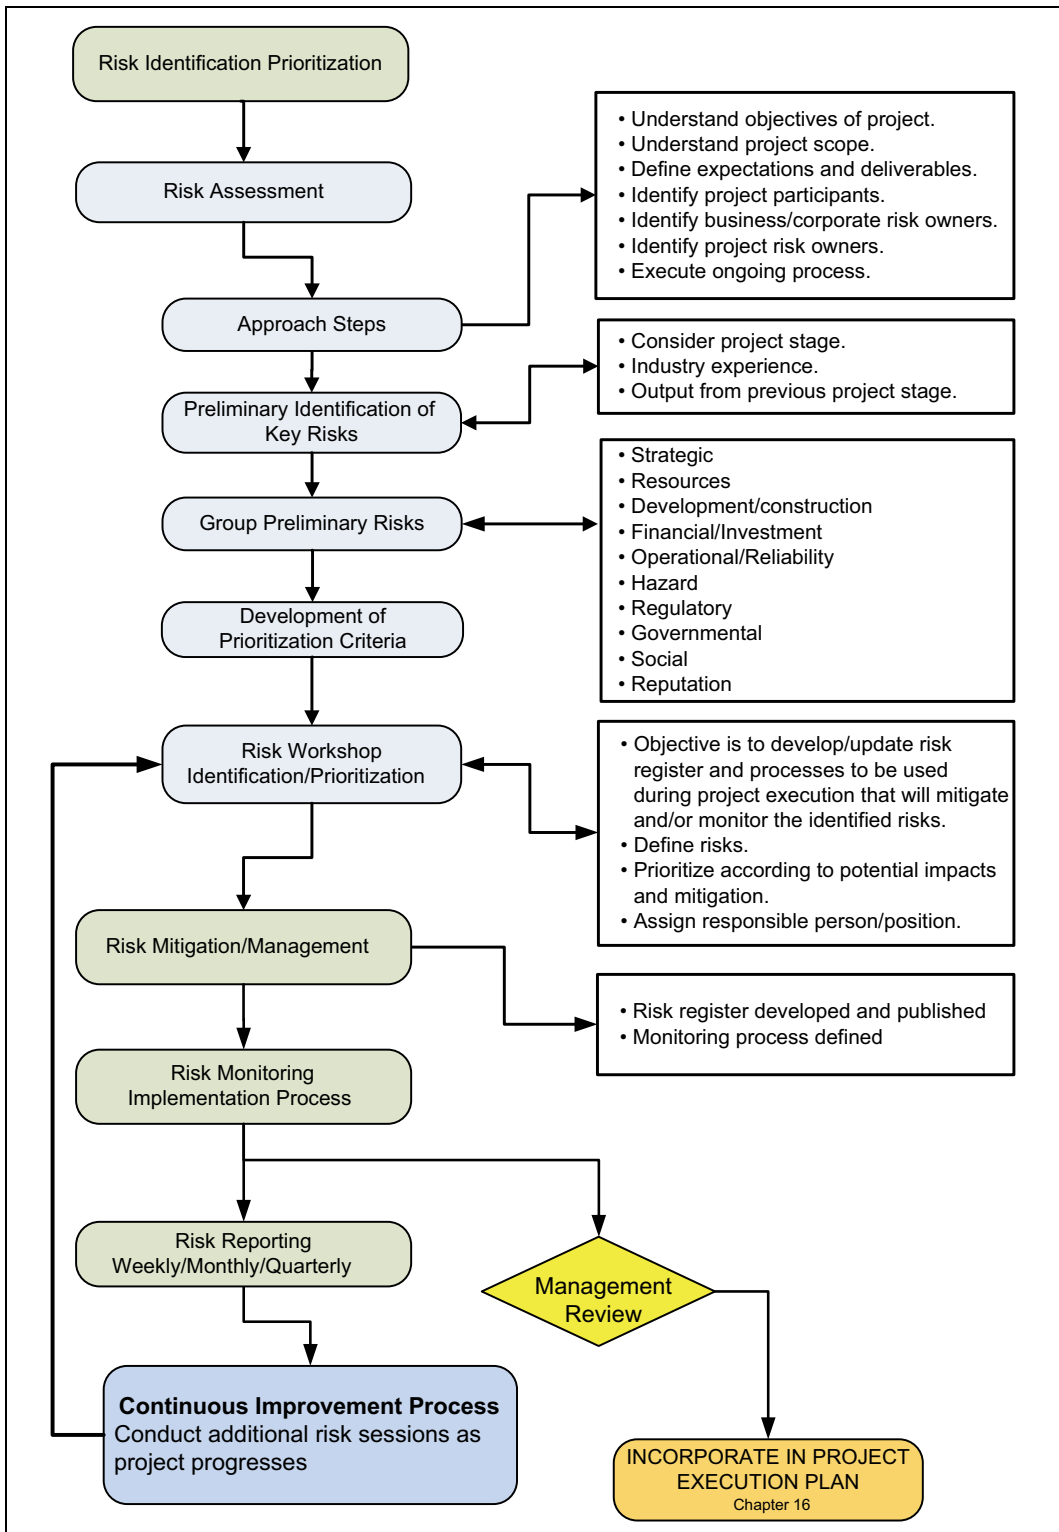 Risk Identification Prioritization
Risk Assessment
• Understand objectives of project.
• Understand project scope.
• Define expectations and deliverables.
• Identify project participants.
• Identify business/corporate risk owners.
• Identify project risk owners.
• Execute ongoing process.
Approach Steps
• Consider project stage.
• Industry experience.
• Output from previous project stage.
Preliminary Identification of
Key Risks
• Strategic
• Resources
• Development/construction
• Financial/Investment
• Operational/Reliability
• Hazard
• Regulatory
• Governmental
• Social
• Reputation
Group Preliminary Risks
Development of
Prioritization Criteria
Risk Workshop
Identification/Prioritization
• Objective is to develop/update risk
register and processes to be used
during project execution that will mitigate
and/or monitor the identified risks.
• Define risks.
• Prioritize according to potential impacts
and mitigation.
• Assign responsible person/position.
Risk Mitigation/Management
• Risk register developed and published
• Monitoring process defined
Risk Monitoring
Implementation Process
Risk Reporting
Weekly/Monthly/Quarterly
Management
Review
Continuous Improvement Process
Conduct additional risk sessions as
project progresses
INCORPORATE IN PROJECT
EXECUTION PLAN
Chapter 16